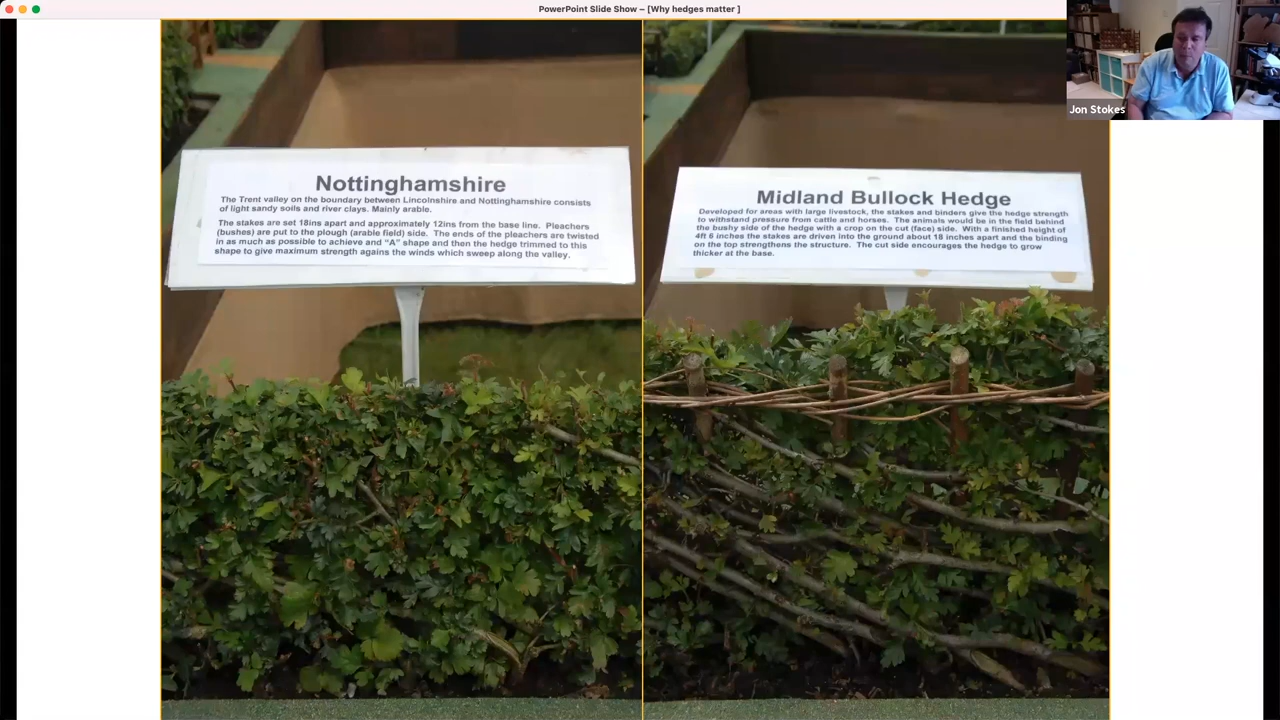 PowerPoint Slide Show – [Why hedges matter ]
Jon Stokes
Nottinghamshire
The Trent valley on the boundary between Lincolnshire and Nottinghamshire consists
of light sandy soils and river clays. Mainly arable.
The stakes are set 18ins apart and approximately 12ins from the base line. Pleachers
(bushes) are put to the plough (arable field) side. The ends of the pleachers are twisted
in as much as possible to achieve and “A” shape and then the hedge trimmed to this
shape to give maximum strength agains the winds which sweep along the valley.
Midland Bullock Hedge
Developed for areas with large livestock, the stakes and binders give the hedge strength
to withstand pressure from cattle and horses. The animals would be in the field behind
the bushy side of the hedge with a crop on the cut (face) side. With a finished height of
4ft 6 inches the stakes are driven into the ground about 18 inches apart and the binding
on the top strengthens the structure. The cut side encourages the hedge to grow
thicker at the base.